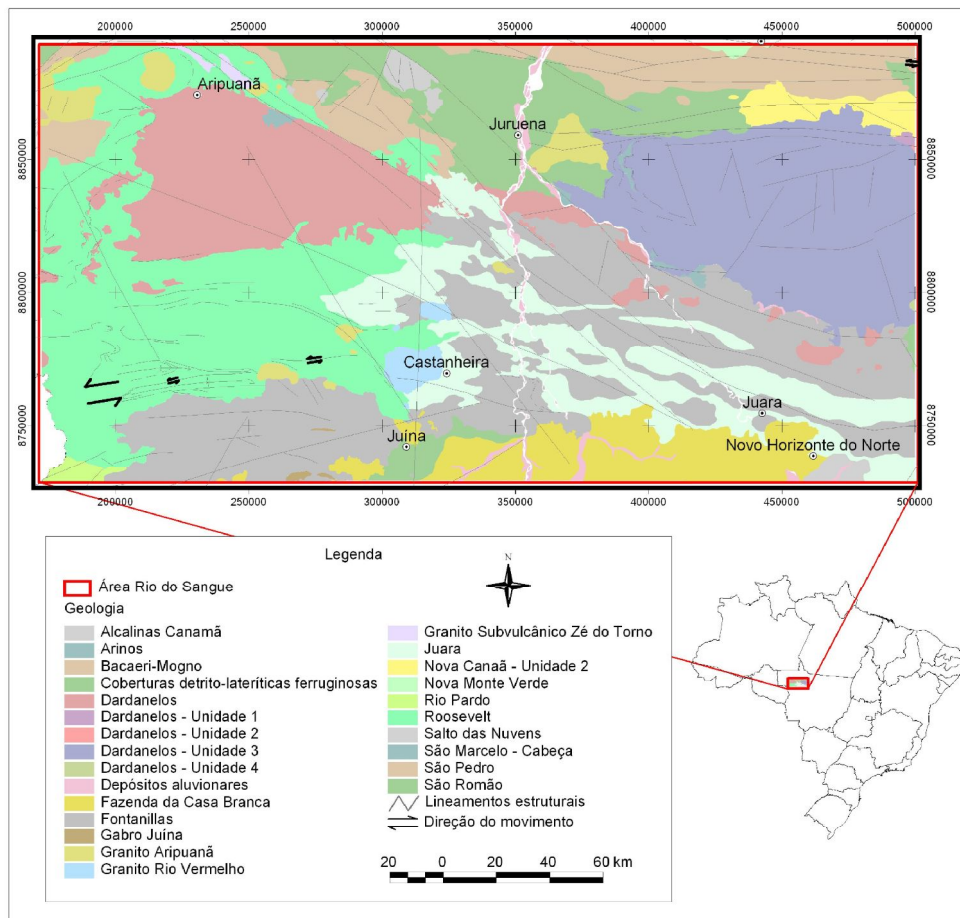 200000 250000 300000 350000 400000 450000 500000
Aripuanã
Juruena
8850000 8850000
8800000 8800000
Castanheira
Juara
8750000 8750000
Juína
Novo Horizonte do Norte
200000 250000 300000 350000 400000 450000 500000
Legenda
N
Área Rio do Sangue
Geologia
Alcalinas Canamã
Arinos
Bacaeri-Mogno
Coberturas detrito-lateríticas ferruginosas
Dardanelos
Dardanelos - Unidade 1
Dardanelos - Unidade 2
Dardanelos - Unidade 3
Dardanelos - Unidade 4
Depósitos aluvionares
Fazenda da Casa Branca
Fontanillas
Gabro Juína
Granito Aripuanã
Granito Rio Vermelho
Granito Subvulcânico Zé do Torno
Juara
Nova Canaã - Unidade 2
Nova Monte Verde
Rio Pardo
Roosevelt
Salto das Nuvens
São Marcelo - Cabeça
São Pedro
São Romão
Lineamentos estruturais
Direção do movimento
20 0 20 40 60 km